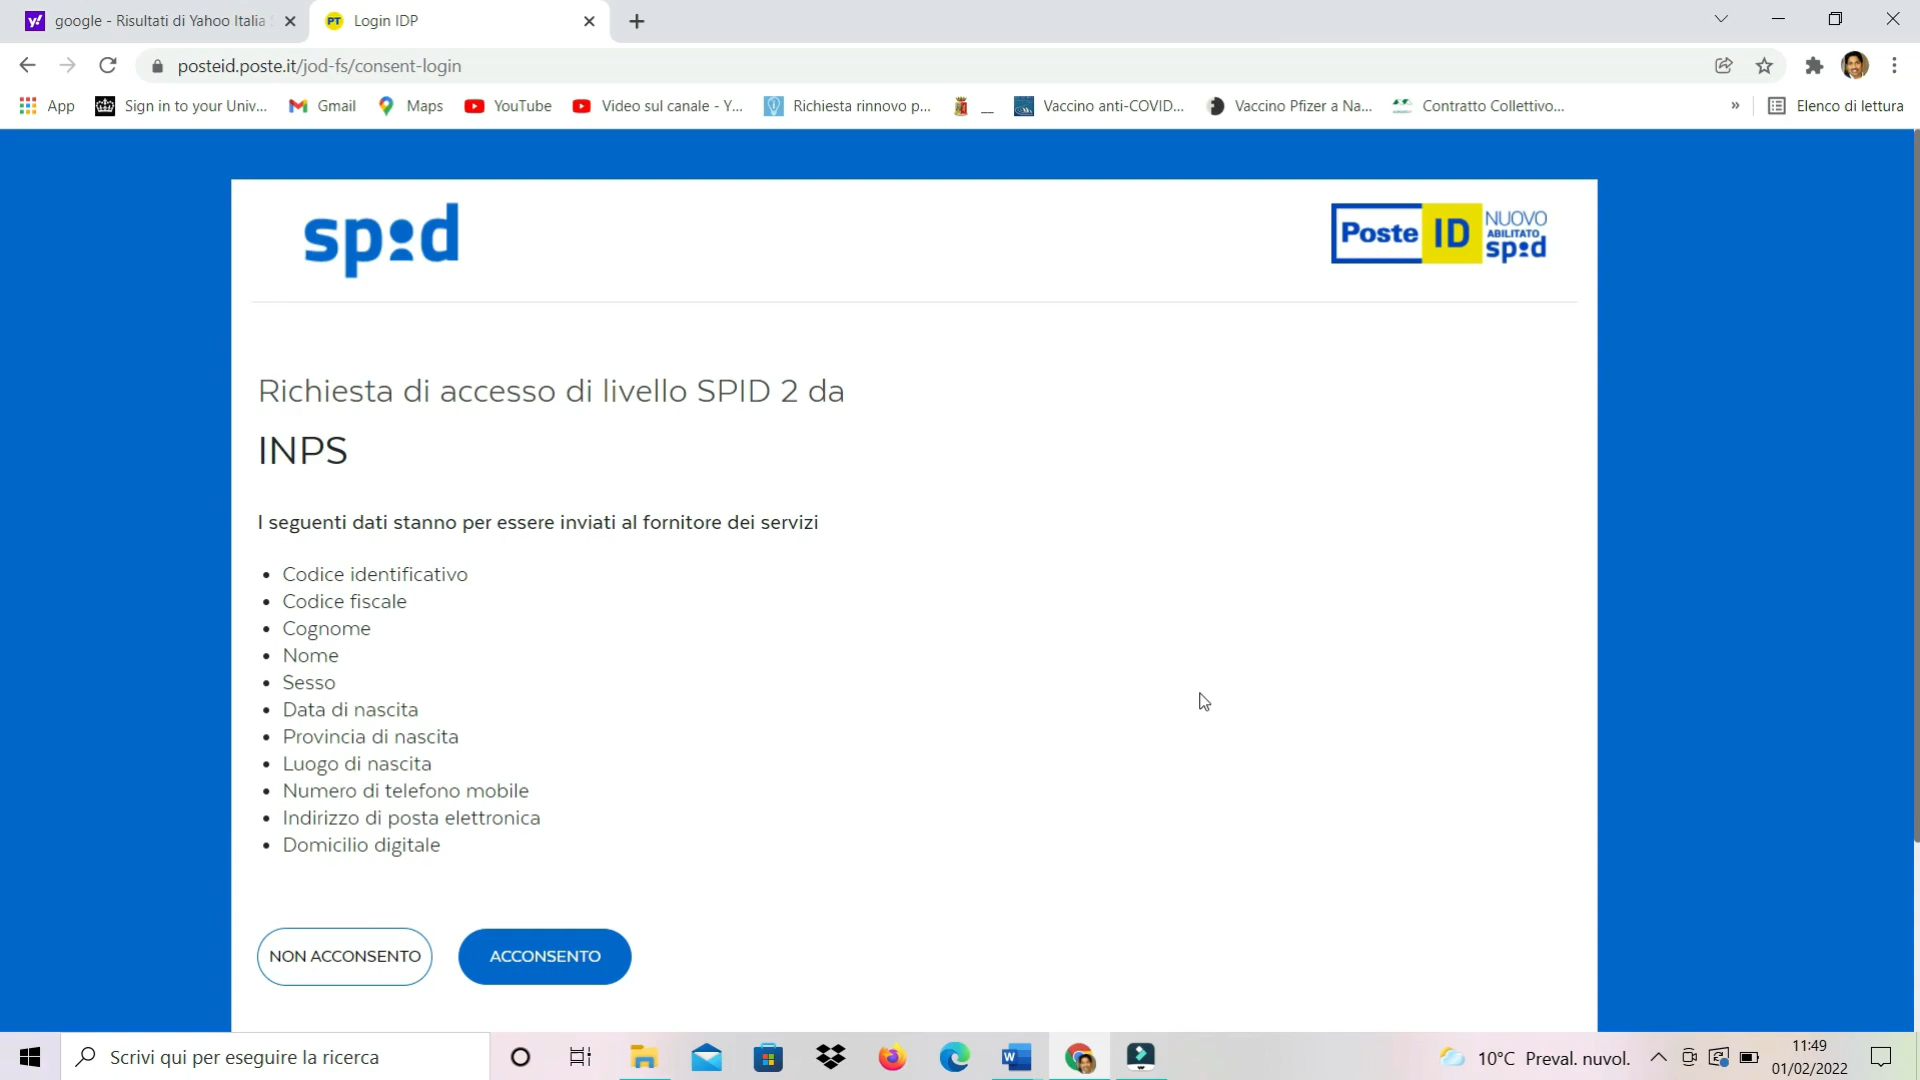 google - Risultati di Yahoo Italia
Login IDP
posteid.poste.it/jod-fs/consent-login
App
Sign in to your Univ...
Gmail
Maps
YouTube
Video sul canale - Y...
Richiesta rinnovo p...
__
Vaccino anti-COVID...
Vaccino Pfizer a Na...
Contratto Collettivo...
»
Elenco di lettura
spid
Poste ID NUOVO ABILITATO spid
Richiesta di accesso di livello SPID 2 da
INPS
I seguenti dati stanno per essere inviati al fornitore dei servizi
• Codice identificativo
• Codice fiscale
• Cognome
• Nome
• Sesso
• Data di nascita
• Provincia di nascita
• Luogo di nascita
• Numero di telefono mobile
• Indirizzo di posta elettronica
• Domicilio digitale
NON ACCONSENTO
ACCONSENTO
Scrivi qui per eseguire la ricerca
10°C Preval. nuvol.
11:49
01/02/2022